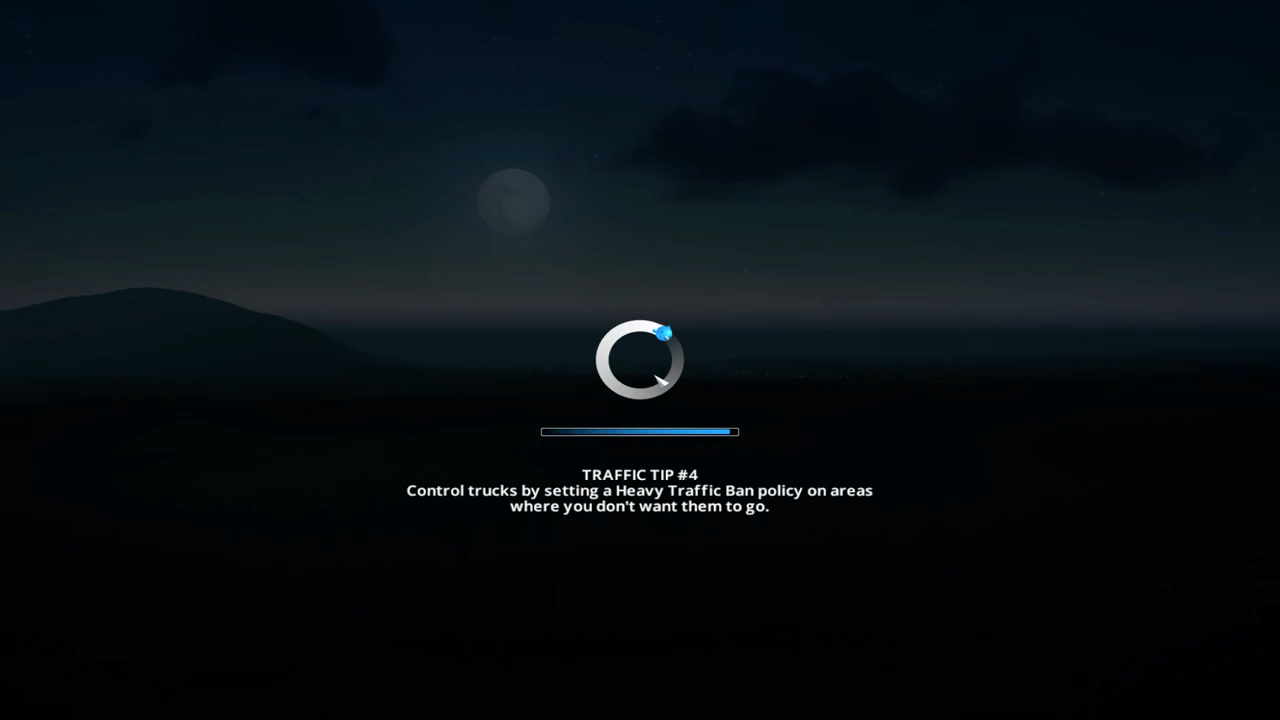 TRAFFIC TIP #4
Control trucks by setting a Heavy Traffic Ban policy on areas
where you don't want them to go.